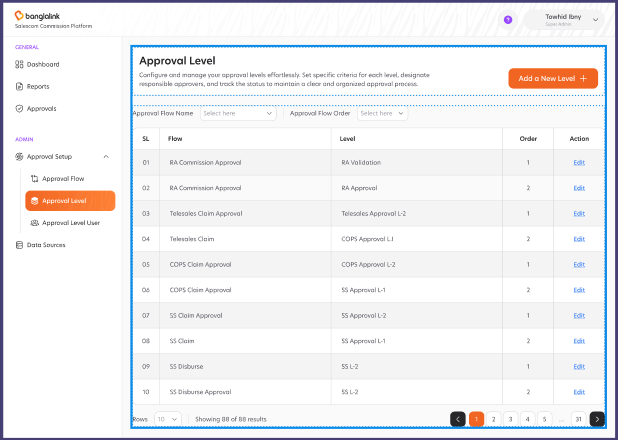 banglalink
Salescom Commission Platform
?
Tawhid Ibny
Super Admin
GENERAL
Dashboard
Reports
Approvals
ADMIN
Approval Setup
Approval Flow
Approval Level
Approval Level User
Data Sources
Approval Level
Configure and manage your approval levels effortlessly. Set specific criteria for each level, designate
responsible approvers, and track the status to maintain a clear and organized approval process.
Add a New Level +
Approval Flow Name Select here Approval Flow Order Select here
SL Flow Level Order Action
01 RA Commission Approval RA Validation 1 Edit
02 RA Commission Approval RA Approval 2 Edit
03 Telesales Claim Approval Telesales Approval L-2 1 Edit
04 Telesales Claim COPS Approval L.I 2 Edit
05 COPS Claim Approval COPS Approval L-2 1 Edit
06 COPS Claim Approval SS Approval L-1 2 Edit
07 SS Claim Approval SS Approval L-2 1 Edit
08 SS Claim SS Approval L-1 2 Edit
09 SS Disburse SS L-2 1 Edit
10 SS Disburse Approval SS L-2 2 Edit
Rows 10 Showing 88 of 88 results < 1 2 3 4 5 ... 31 >